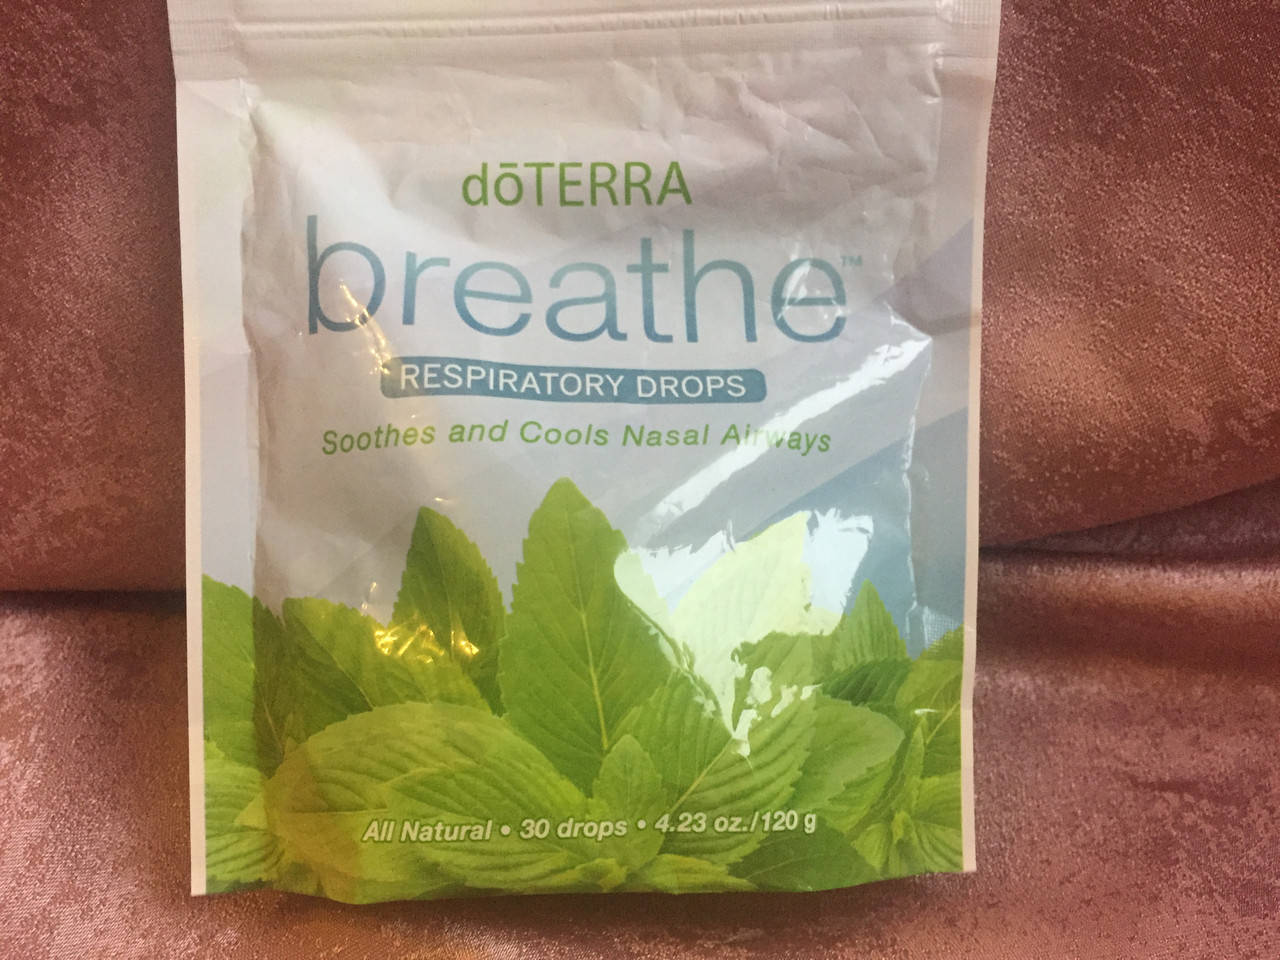 dōTERRA
breathe™
RESPIRATORY DROPS
Soothes and Cools Nasal Airways
All Natural • 30 drops • 4.23 oz./120 g